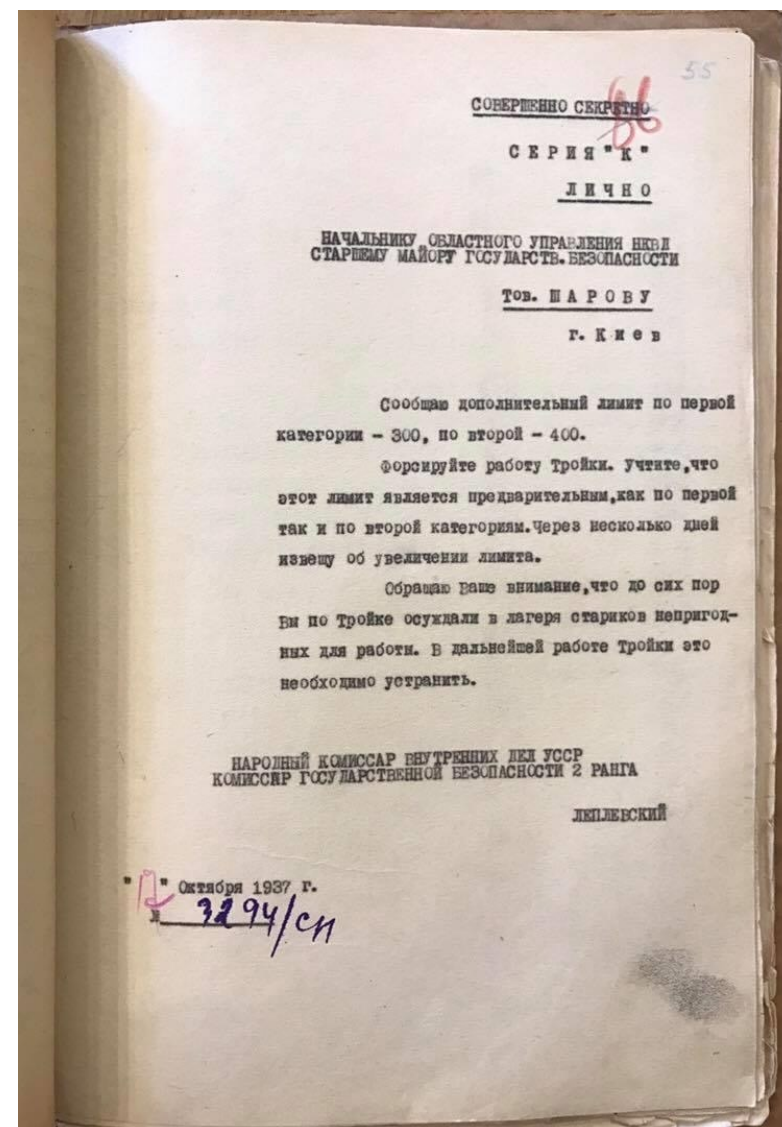 55
86
СОВЕРШЕННО СЕКРЕТНО
СЕРИЯ "К"
ЛИЧНО
НАЧАЛЬНИКУ ОБЛАСТНОГО УПРАВЛЕНИЯ НКВД
СТАРШЕМУ МАЙОРУ ГОСУДАРСТВ.БЕЗОПАСНОСТИ
Тов. ШАРОВУ
г. Киев
Сообщаю дополнительный лимит по первой
категории - 300, по второй - 400.
Форсируйте работу Тройки. Учтите,что
этот лимит является предварительным,как по первой
так и по второй категориям.Через несколько дней
извещу об увеличении лимита.
Обращаю Ваше внимание,что до сих пор
Вы по Тройке осуждали в лагеря стариков непригод-
ных для работы. В дальнейшей работе Тройки это
необходимо устранить.
НАРОДНЫЙ КОМИССАР ВНУТРЕННИХ ДЕЛ УССР
КОМИССАР ГОСУДАРСТВЕННОЙ БЕЗОПАСНОСТИ 2 РАНГА
ЛЕПЛЕВСКИЙ
" " Октября 1937 г.
№ 3294/СП